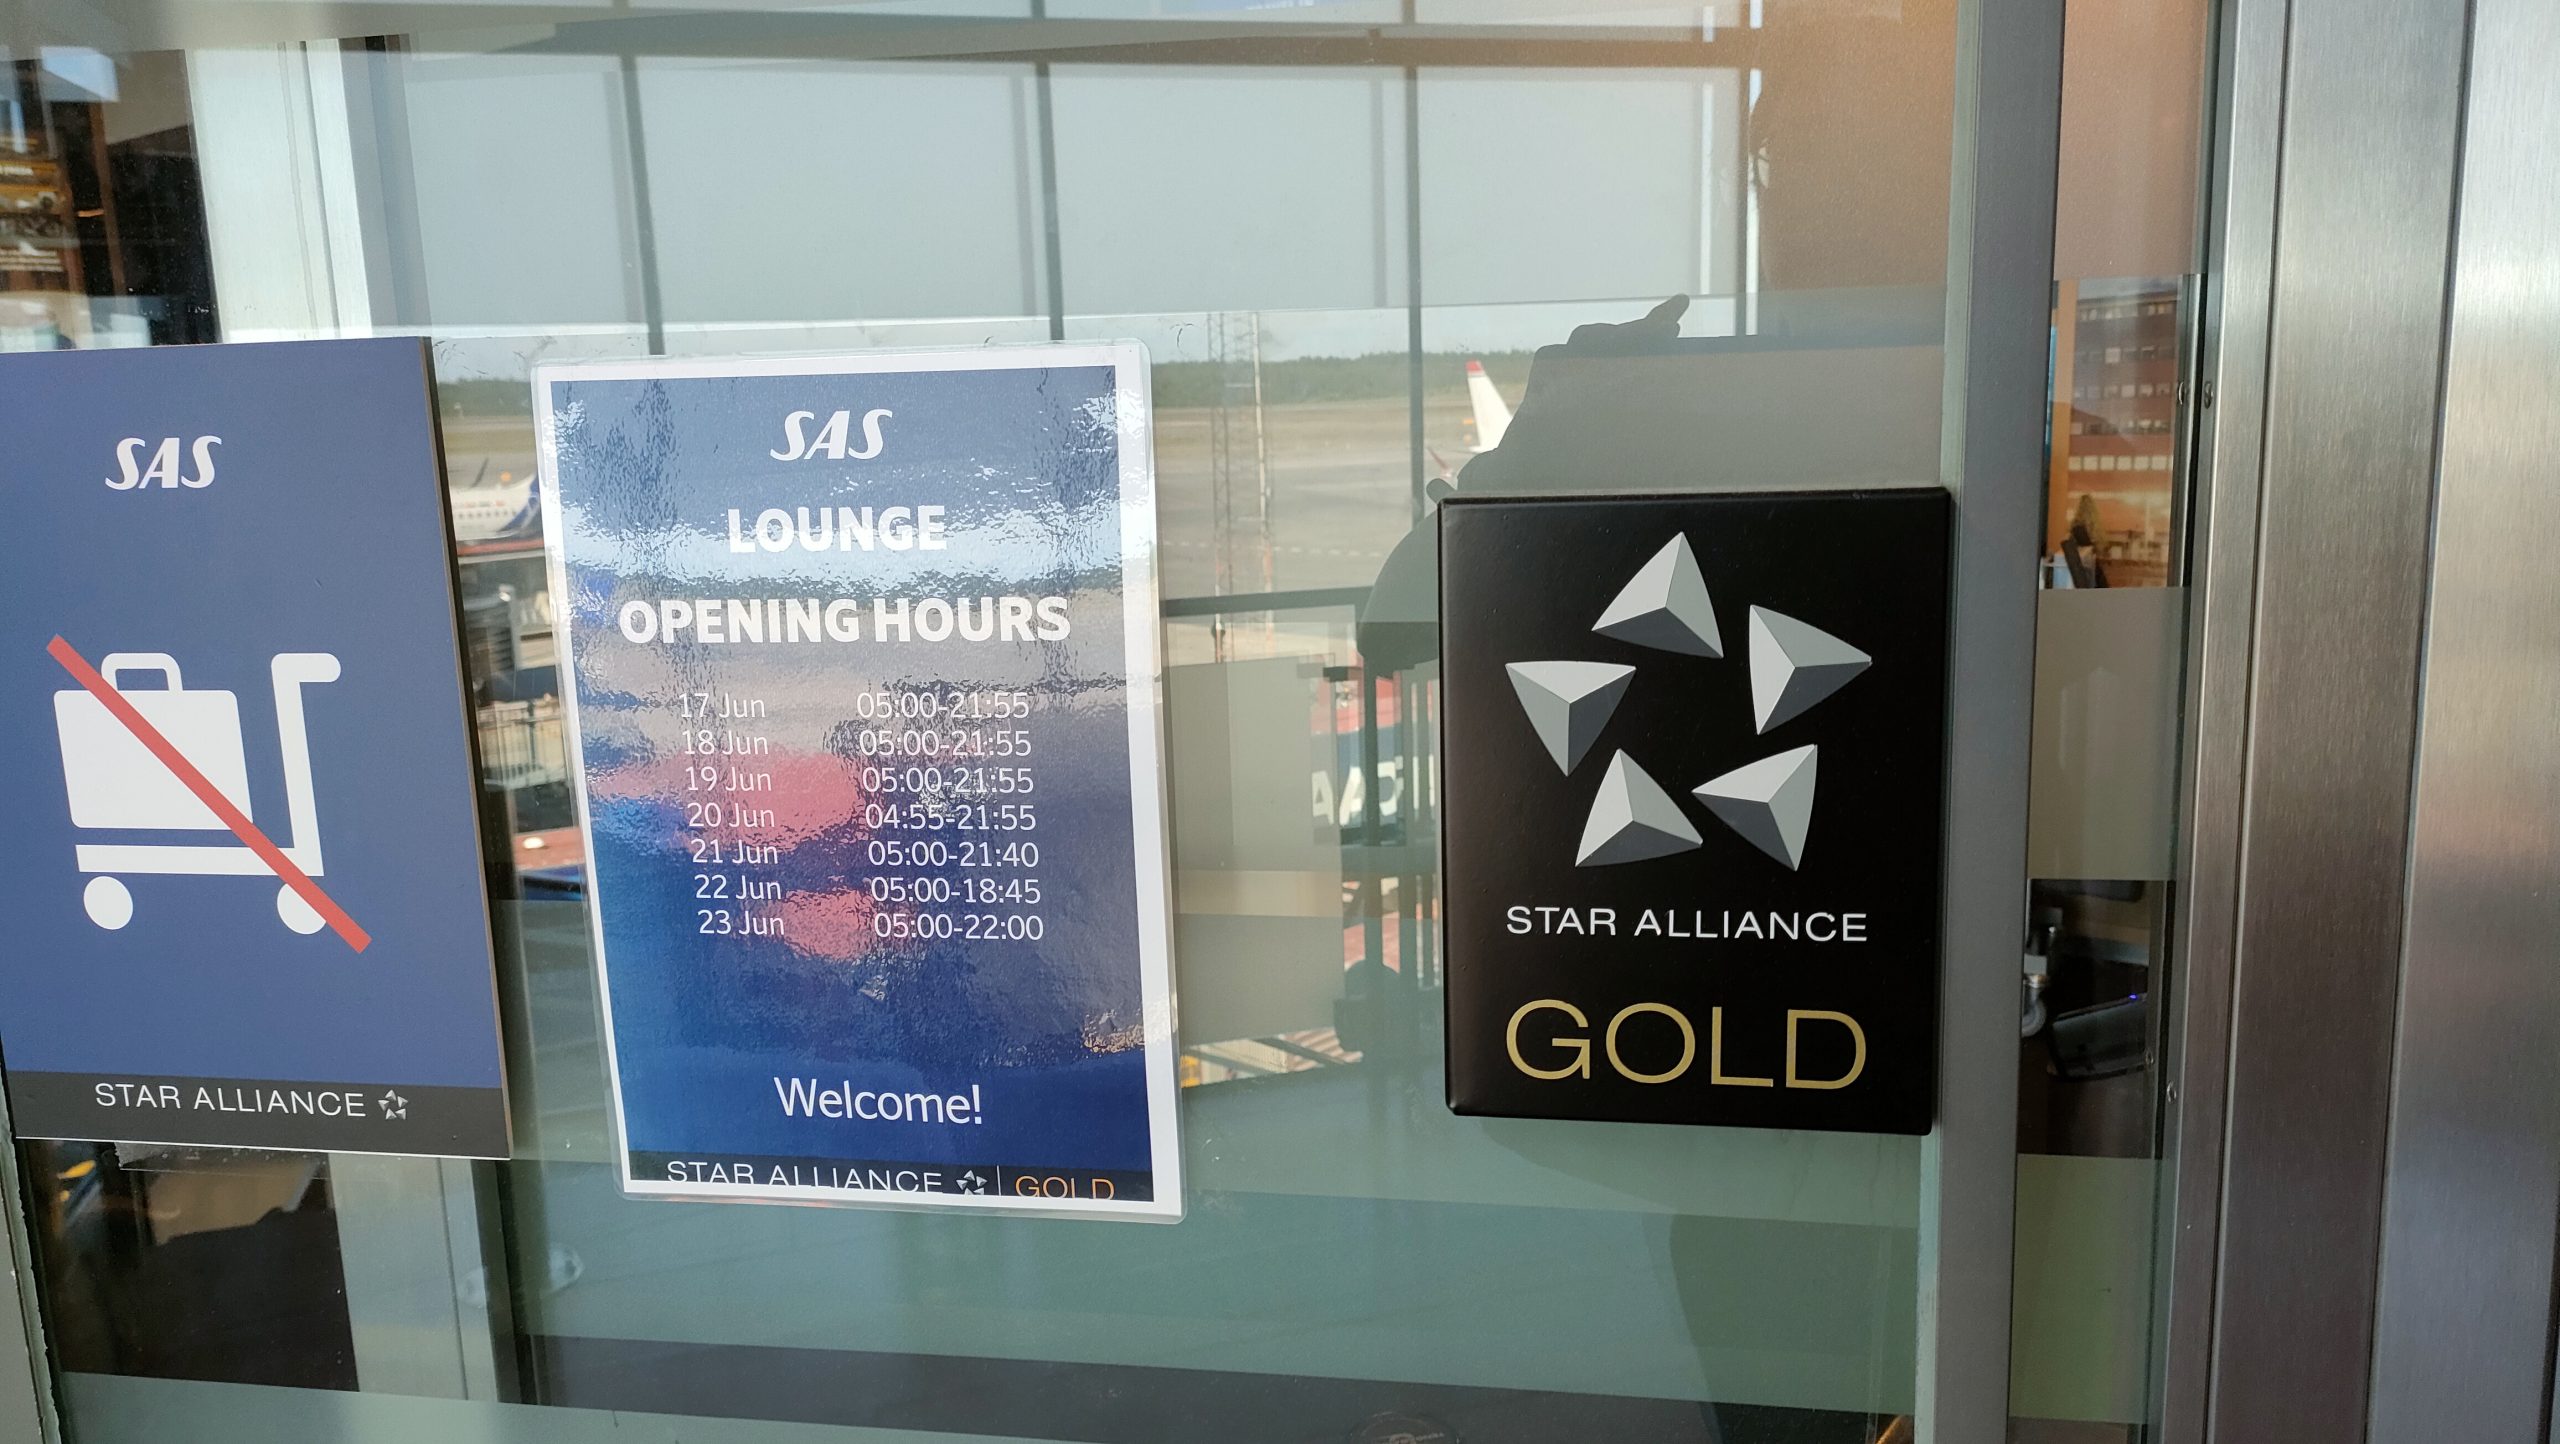 SAS
STAR ALLIANCE
SAS
LOUNGE
OPENING HOURS
17 Jun 05:00-21:55
18 Jun 05:00-21:55
19 Jun 05:00-21:55
20 Jun 04:55-21:55
21 Jun 05:00-21:40
22 Jun 05:00-18:45
23 Jun 05:00-22:00
Welcome!
STAR ALLIANCE GOLD
STAR ALLIANCE
GOLD